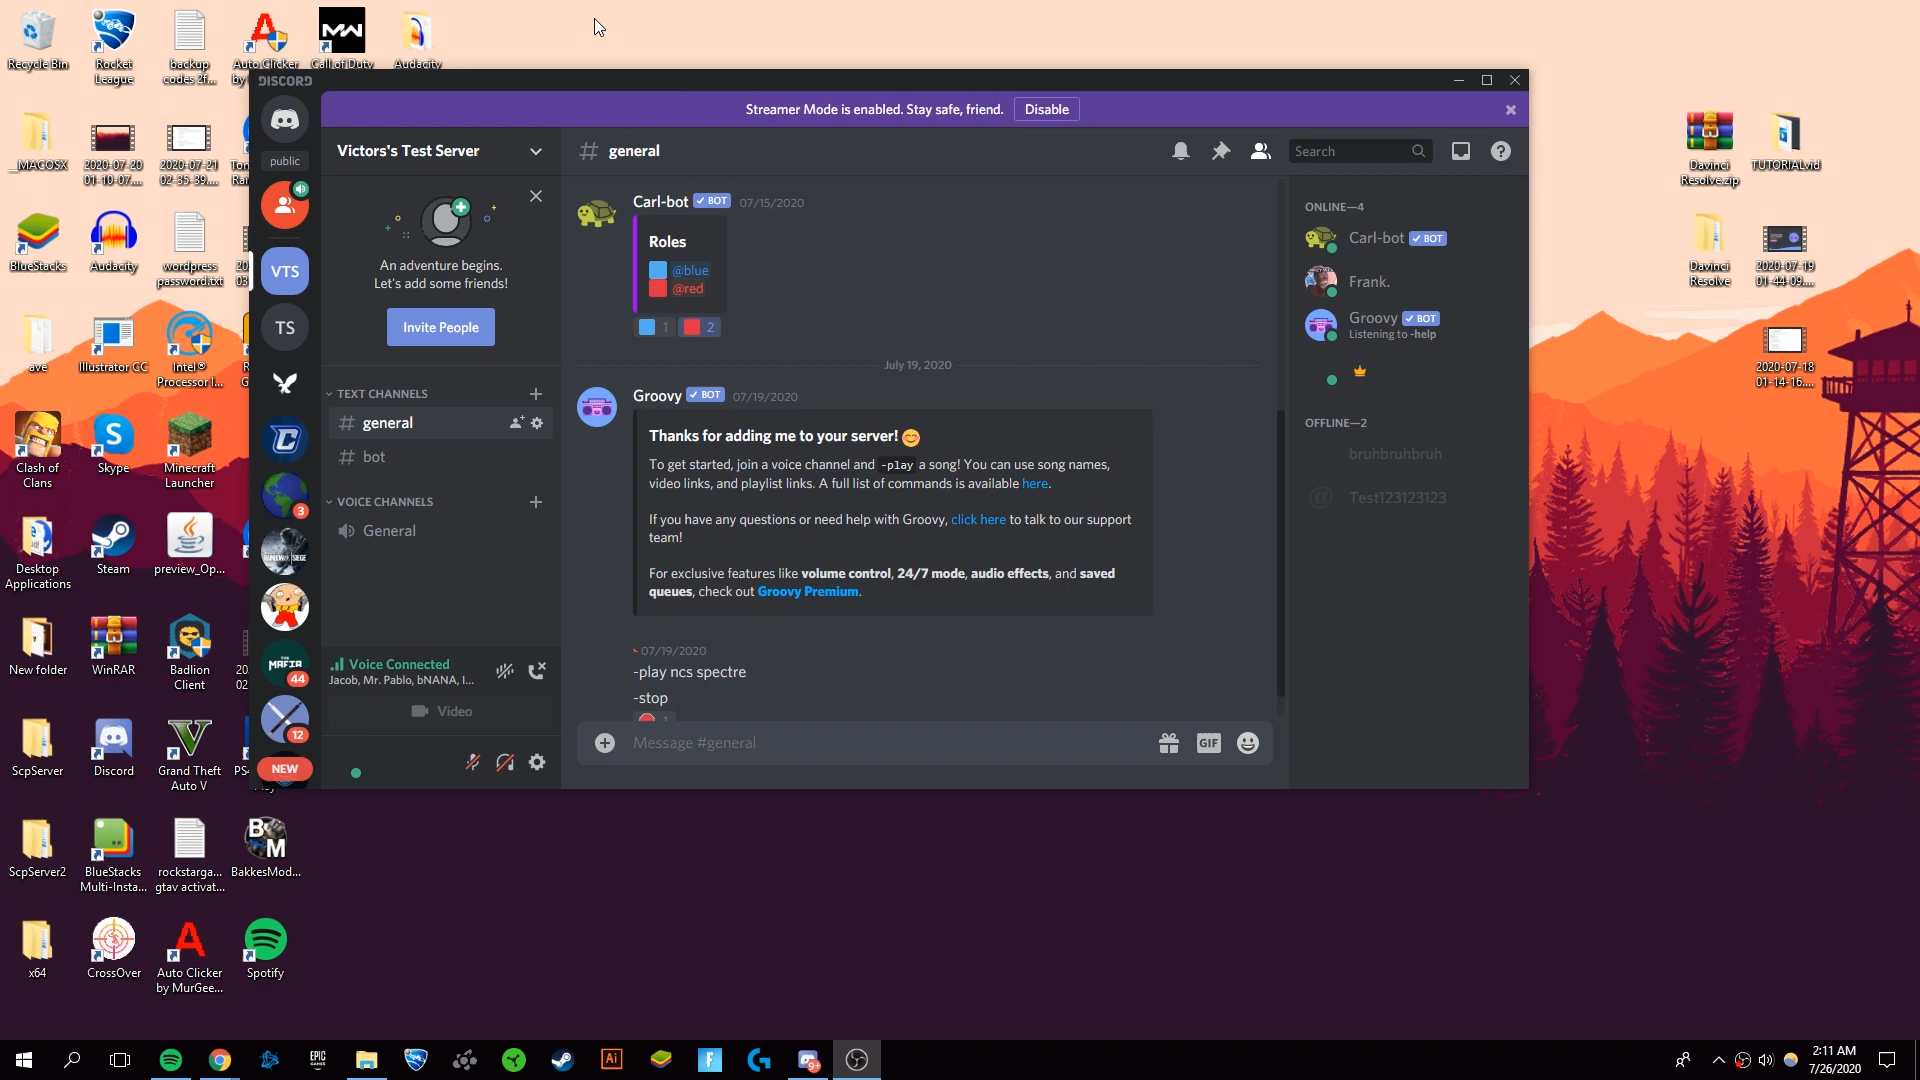 Recycle Bin
Rocket League
backup codes 2f...
Auto Clicker by
Call of Duty
Audacity
__MACOSX
2020-07-20 01-10-07....
2020-07-21 02-35-39....
BlueStacks
Audacity
wordpress password.txt
ave
Illustrator CC
Intel® Processor I...
Clash of Clans
Skype
Minecraft Launcher
Desktop Applications
Steam
preview_Op...
New folder
WinRAR
Badlion Client
ScpServer
Discord
Grand Theft Auto V
ScpServer2
BlueStacks Multi-Insta...
rockstarga... gtav activat...
BakkesMod...
x64
CrossOver
Auto Clicker by MurGee...
Spotify
Davinci Resolve.zip
TUTORIALvid
Davinci Resolve
2020-07-19 01-44-09....
2020-07-18 01-14-16....
DISCORD
Streamer Mode is enabled. Stay safe, friend.
Disable
public
VTS
TS
3
THE MAFIA
44
12
NEW
Victors's Test Server
An adventure begins.
Let's add some friends!
Invite People
TEXT CHANNELS
general
bot
VOICE CHANNELS
General
Voice Connected
Jacob, Mr. Pablo, bNANA, I...
Video
# general
Search
Carl-bot BOT 07/15/2020
Roles
@blue
@red
1 2
July 19, 2020
Groovy BOT 07/19/2020
Thanks for adding me to your server!
To get started, join a voice channel and -play a song! You can use song names,
video links, and playlist links. A full list of commands is available here.
If you have any questions or need help with Groovy, click here to talk to our support
team!
For exclusive features like volume control, 24/7 mode, audio effects, and saved
queues, check out Groovy Premium.
07/19/2020
-play ncs spectre
-stop
Message #general
GIF
ONLINE—4
Carl-bot BOT
Frank.
Groovy BOT
Listening to -help
OFFLINE—2
bruhbruhbruh
Test123123123
EPIC GAMES
Ai
9+
2:11 AM
7/26/2020